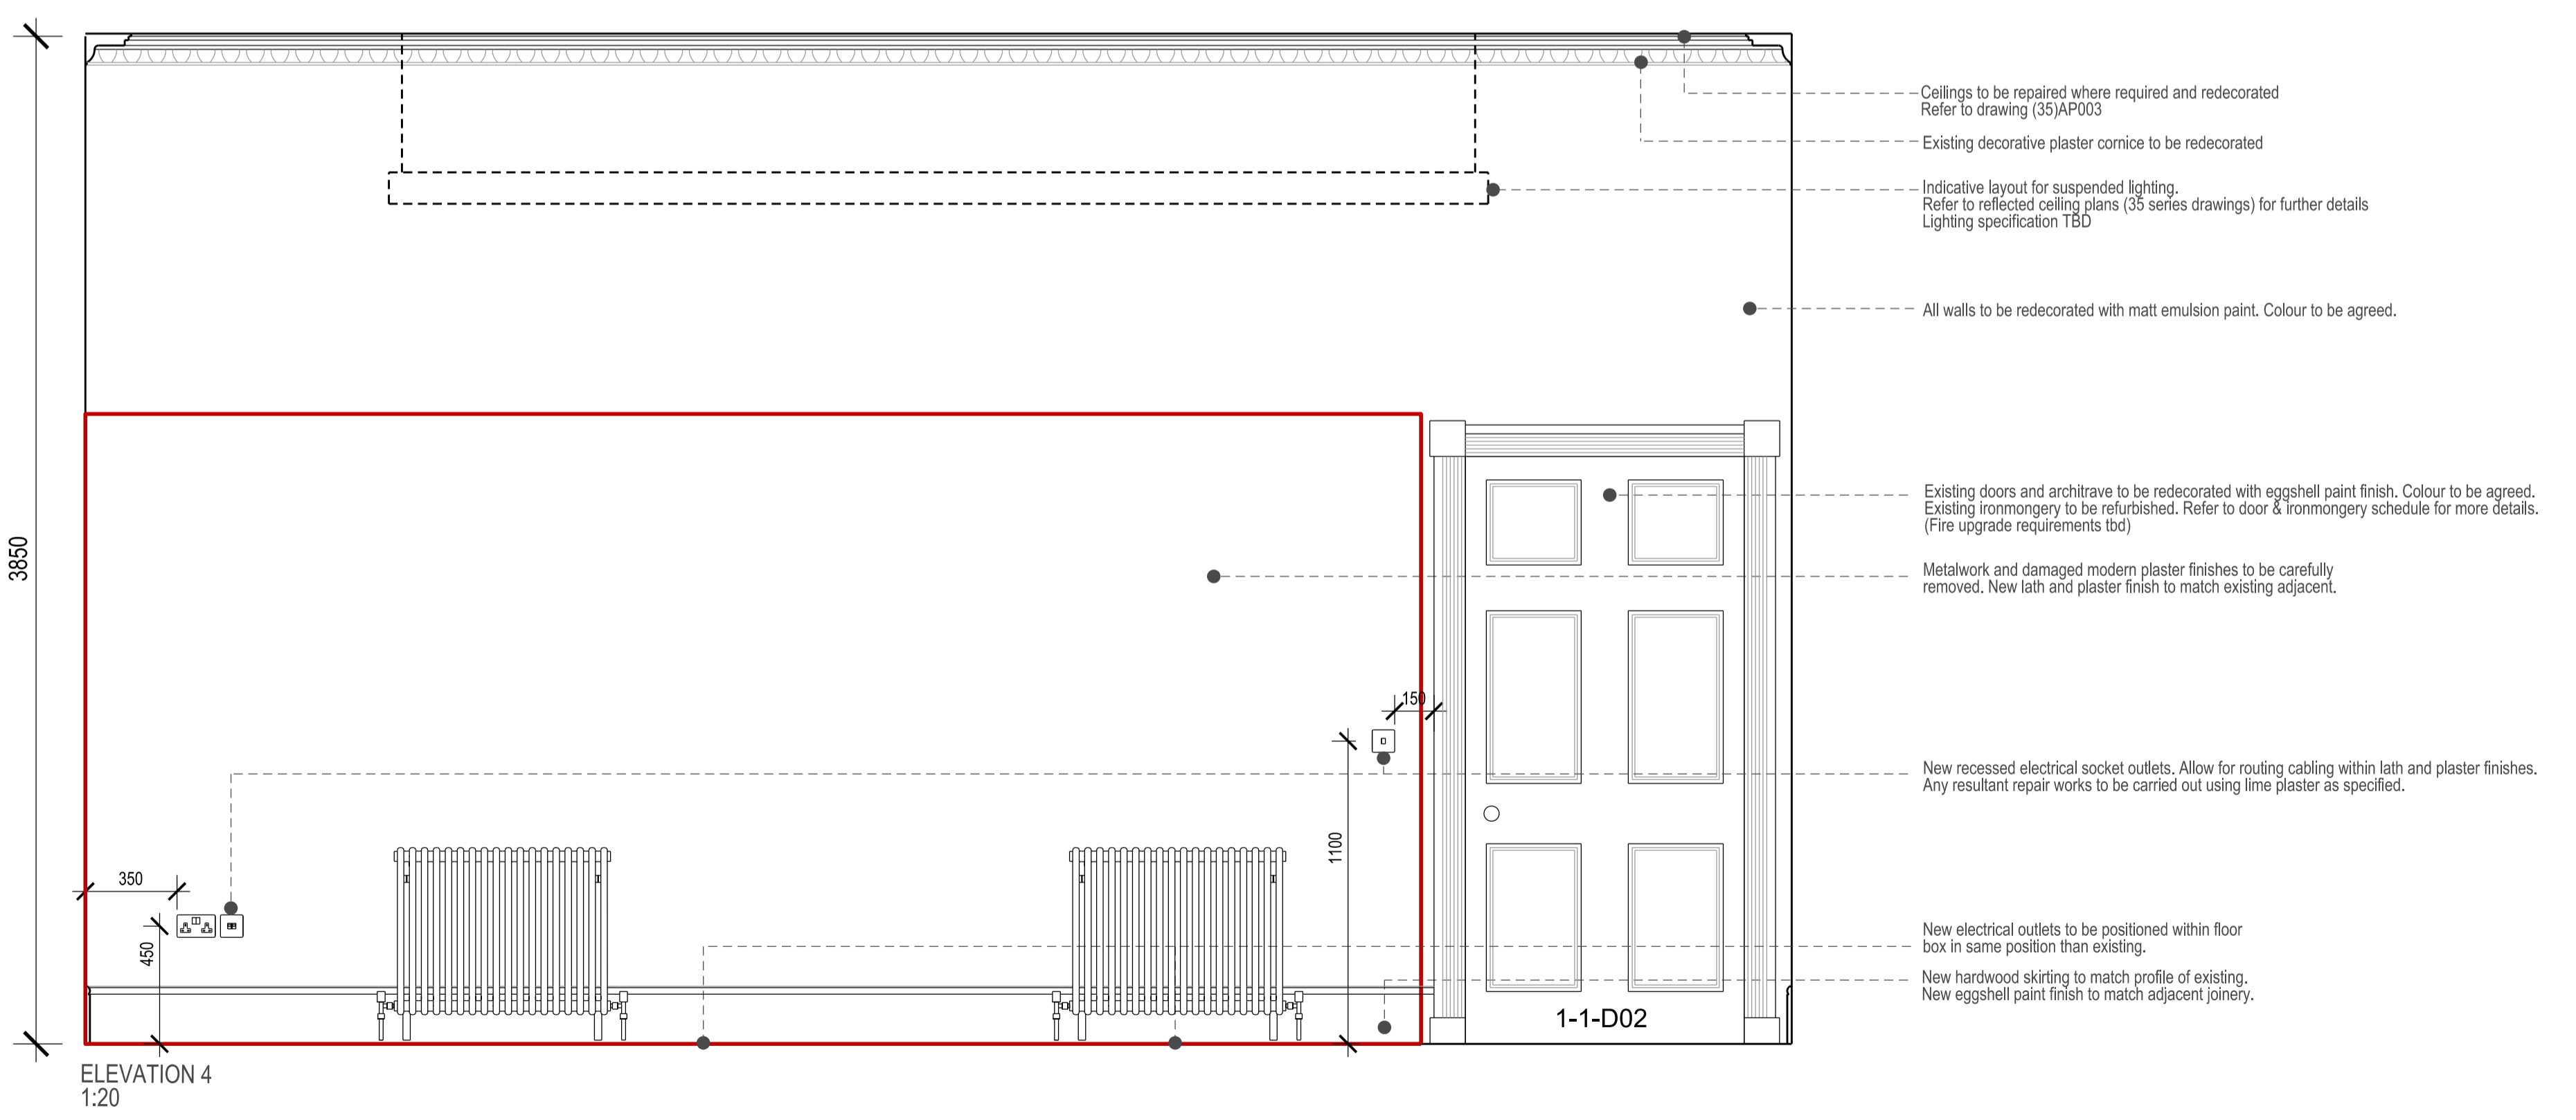 Ceilings to be repaired where required and redecorated
Refer to drawing (35)AP003
Existing decorative plaster cornice to be redecorated
Indicative layout for suspended lighting.
Refer to reflected ceiling plans (35 series drawings) for further details
Lighting specification TBD
All walls to be redecorated with matt emulsion paint. Colour to be agreed.
Existing doors and architrave to be redecorated with eggshell paint finish. Colour to be agreed.
Existing ironmongery to be refurbished. Refer to door & ironmongery schedule for more details.
(Fire upgrade requirements tbd)
3850
Metalwork and damaged modern plaster finishes to be carefully
removed. New lath and plaster finish to match existing adjacent.
150
New recessed electrical socket outlets. Allow for routing cabling within lath and plaster finishes.
Any resultant repair works to be carried out using lime plaster as specified.
1100
350
450
New electrical outlets to be positioned within floor
box in same position than existing.
New hardwood skirting to match profile of existing.
New eggshell paint finish to match adjacent joinery.
1-1-D02
ELEVATION 4
1:20